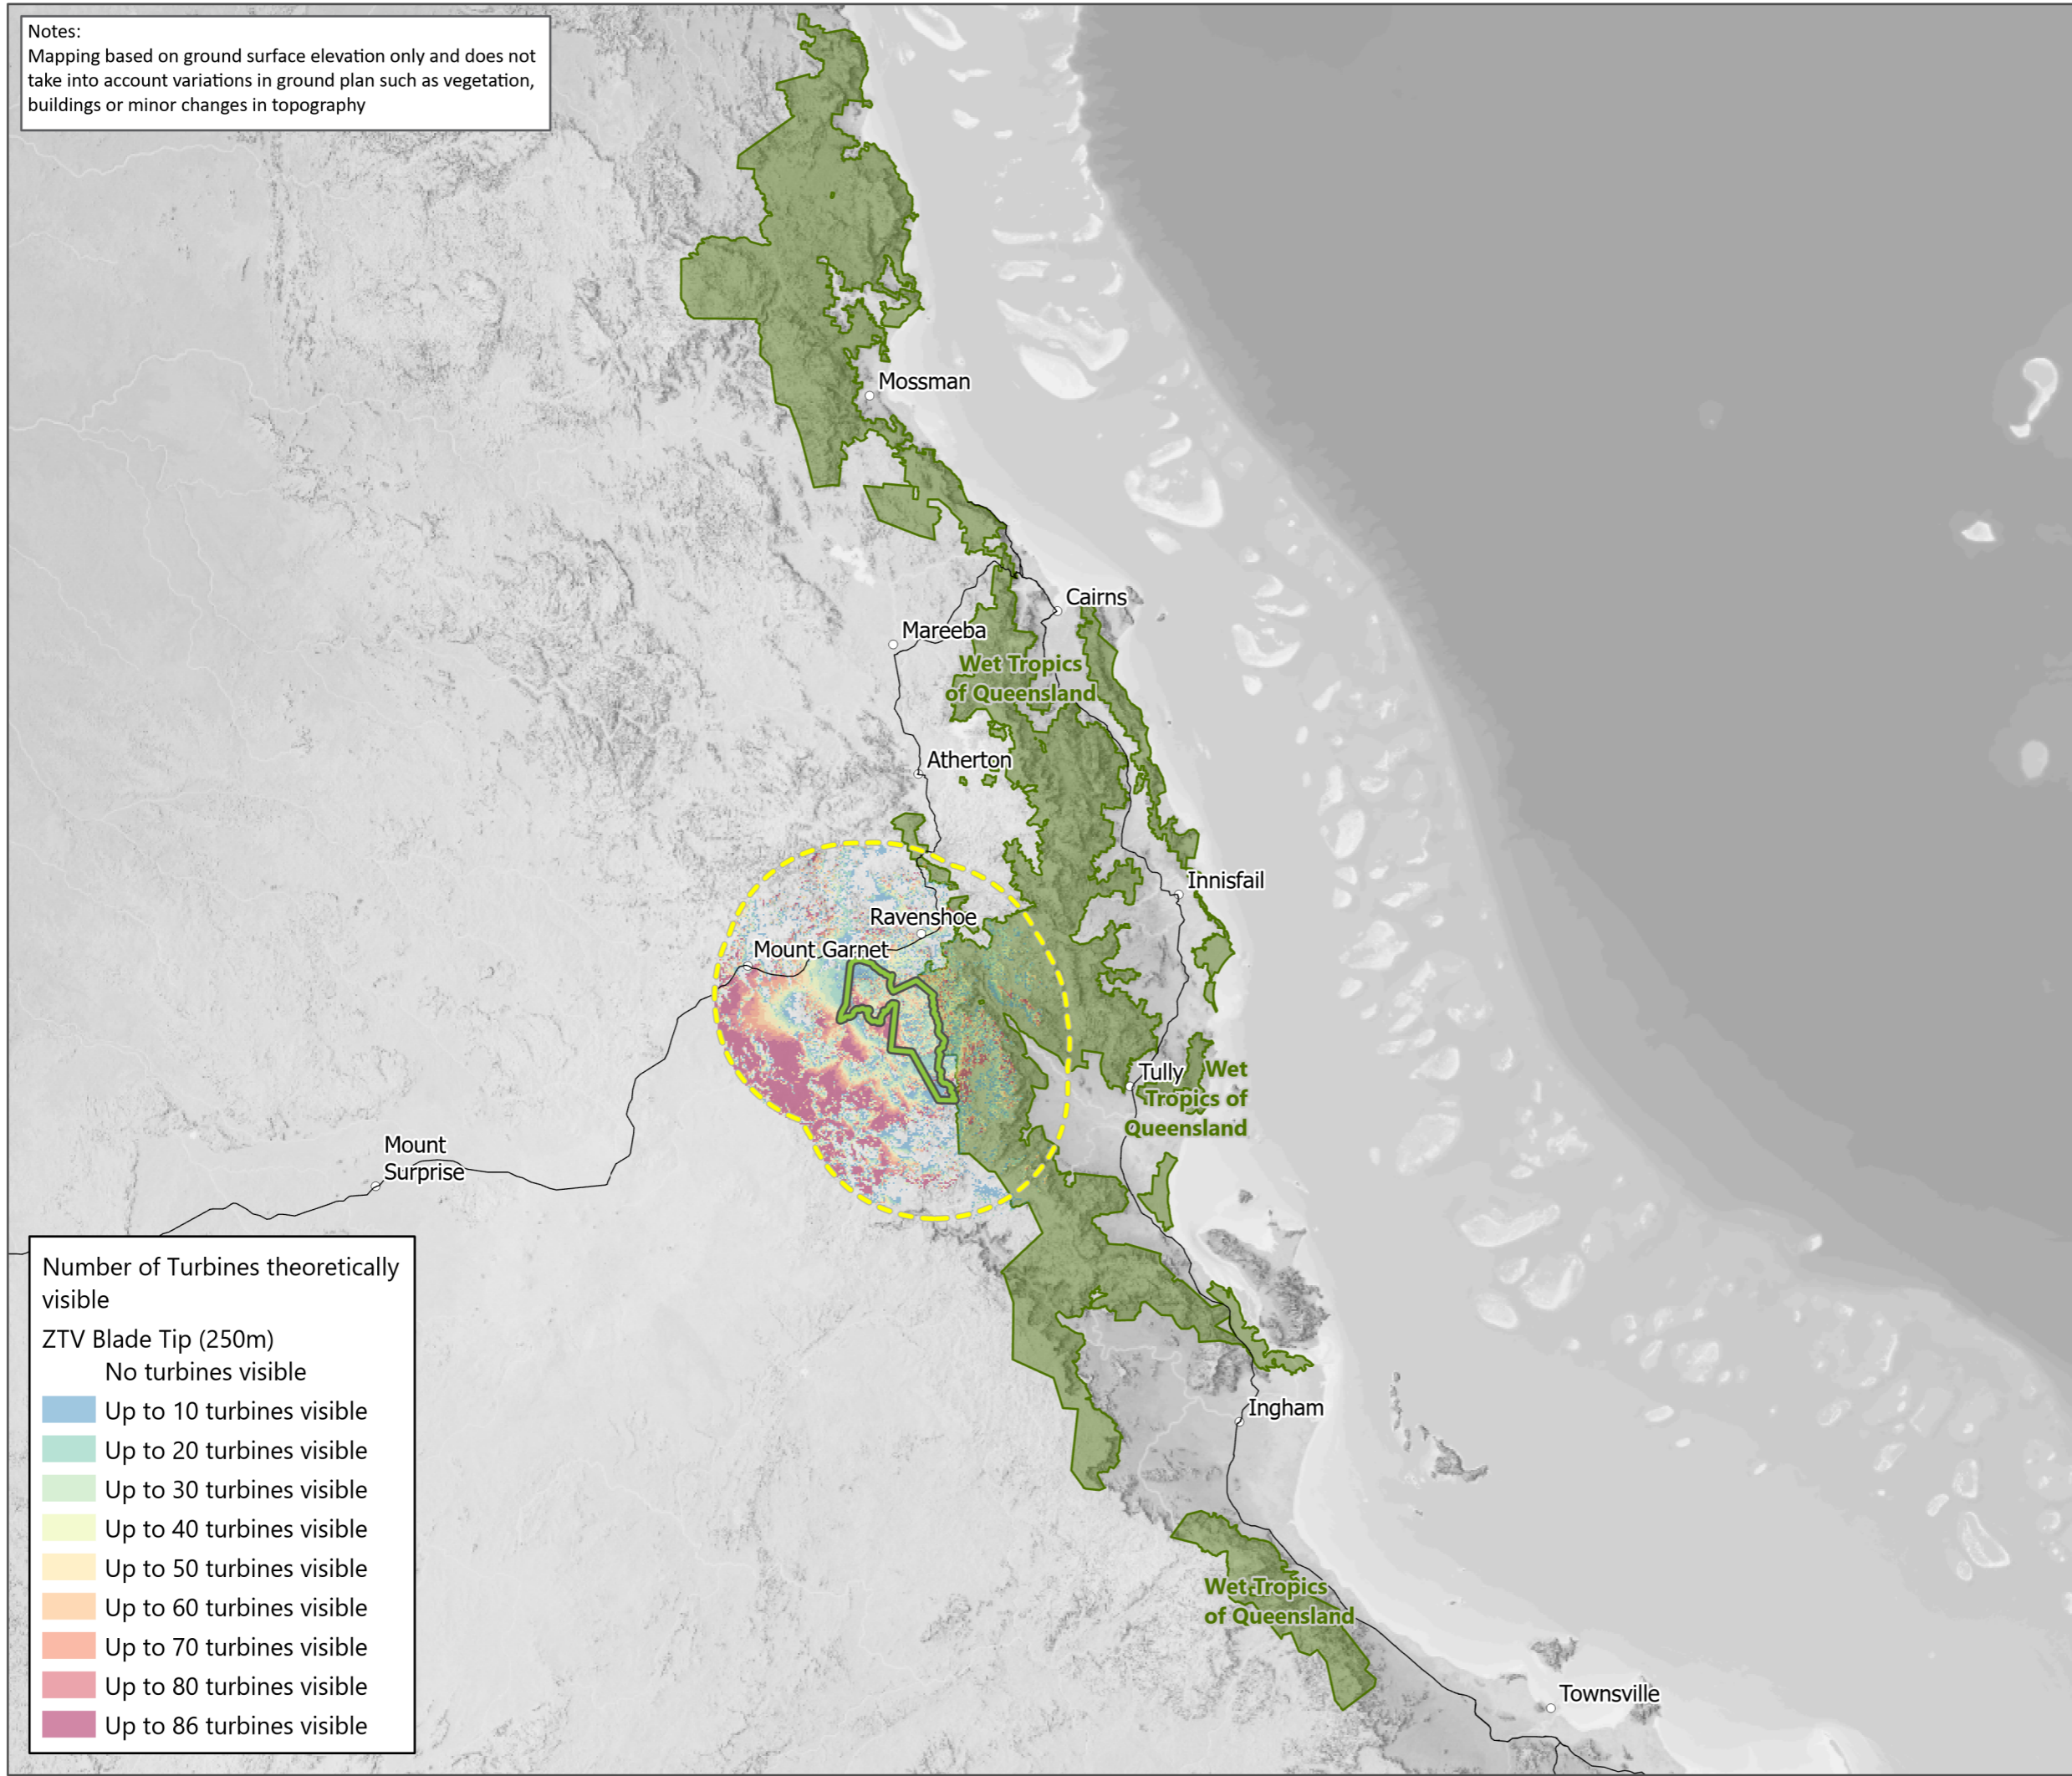 Notes:
Mapping based on ground surface elevation only and does not
take into account variations in ground plan such as vegetation,
buildings or minor changes in topography
Mossman
Cairns
Mareeba
Wet Tropics
of Queensland
Atherton
Innisfail
Ravenshoe
Mount Garnet
Tully
Wet
Tropics of
Queensland
Mount
Surprise
Ingham
Wet Tropics
of Queensland
Townsville
Number of Turbines theoretically
visible
ZTV Blade Tip (250m)
No turbines visible
Up to 10 turbines visible
Up to 20 turbines visible
Up to 30 turbines visible
Up to 40 turbines visible
Up to 50 turbines visible
Up to 60 turbines visible
Up to 70 turbines visible
Up to 80 turbines visible
Up to 86 turbines visible